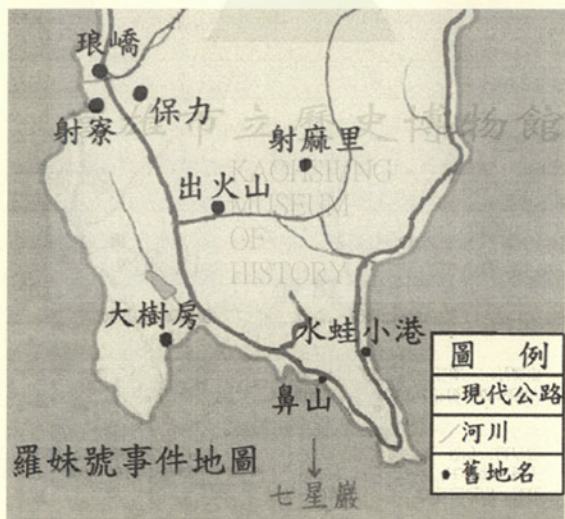 琅嶠
保力
射寮
高雄市立歷史博物館
射麻里
KAOHSIUNG
MUSEUM
OF
HISTORY
出火山
大樹房
水蛙小港
鼻山
七星巖
羅妹號事件地圖
圖 例
現代公路
河川
舊地名